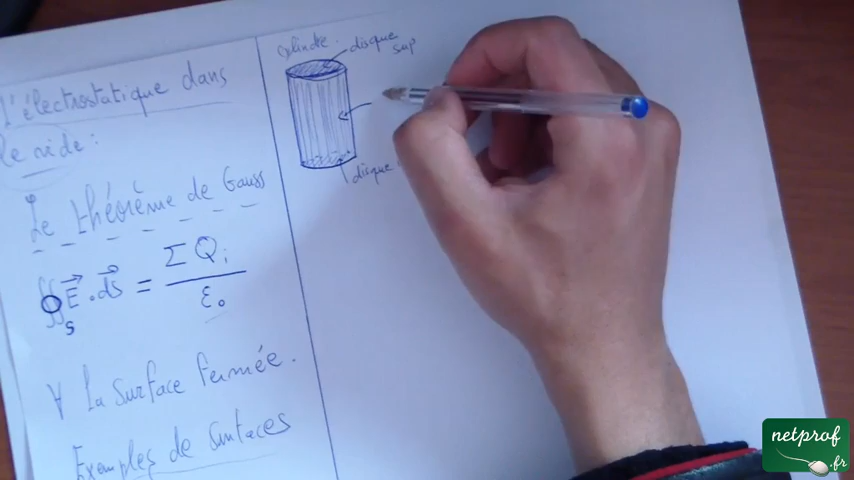 L'électrostatique dans
le vide :
Le théorème de Gauss
∯s E⃗ . ds⃗ = Σ Qi / ε₀
∀ la surface fermée .
Exemples de surfaces
cylindre . disque
sup
disque
netprof
.fr